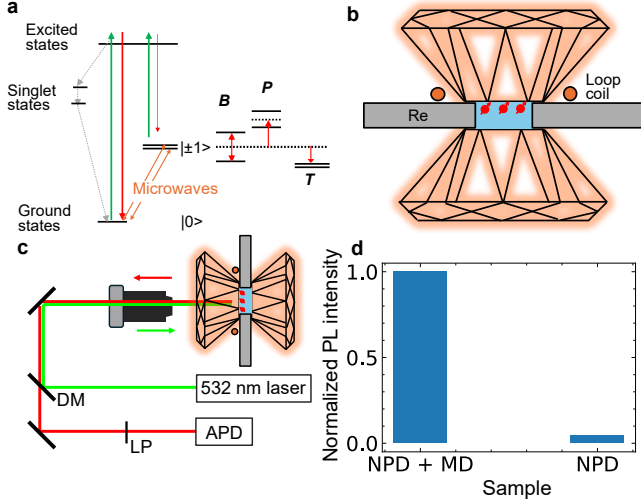 a
Excited
states
Singlet
states
B
P
|±1>
Microwaves
T
Ground
states
|0>
b
Loop
coil
Re
c
DM
532 nm laser
LP
APD
d
Normalized PL intensity
1.0
0.5
0.0
NPD + MD
NPD
Sample